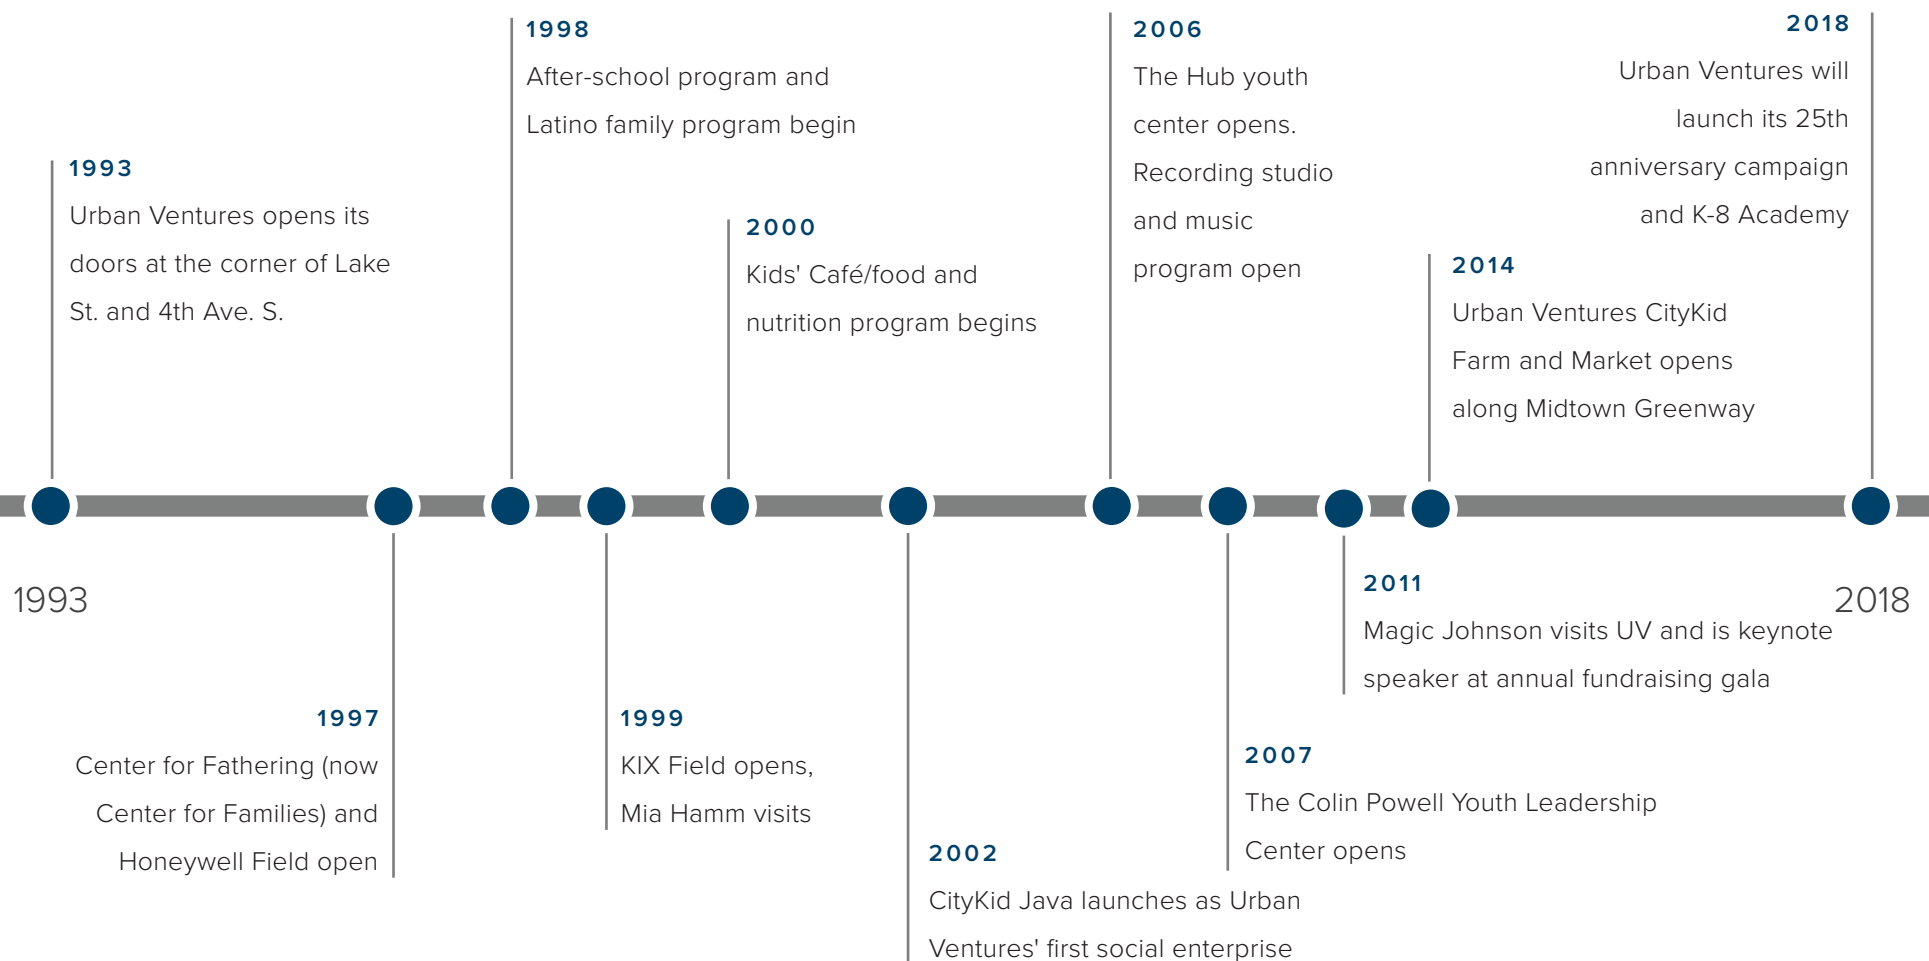 1993
Urban Ventures opens its
doors at the corner of Lake
St. and 4th Ave. S.
1998
After-school program and
Latino family program begin
2000
Kids' Café/food and
nutrition program begins
2006
The Hub youth
center opens.
Recording studio
and music
program open
2014
Urban Ventures CityKid
Farm and Market opens
along Midtown Greenway
2018
Urban Ventures will
launch its 25th
anniversary campaign
and K-8 Academy
1993
2018
1997
Center for Fathering (now
Center for Families) and
Honeywell Field open
1999
KIX Field opens,
Mia Hamm visits
2002
CityKid Java launches as Urban
Ventures' first social enterprise
2007
The Colin Powell Youth Leadership
Center opens
2011
Magic Johnson visits UV and is keynote
speaker at annual fundraising gala